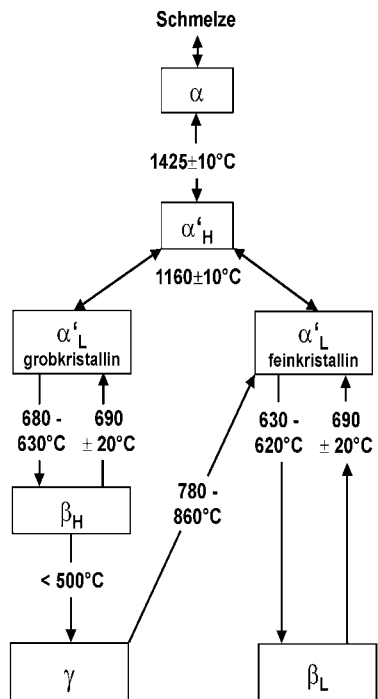 Schmelze
α
1425±10°C
α'H
1160±10°C
α'L
grobkristallin
α'L
feinkristallin
680 -
630°C
690
± 20°C
630 -
620°C
690
± 20°C
780 -
860°C
βH
< 500°C
γ
βL